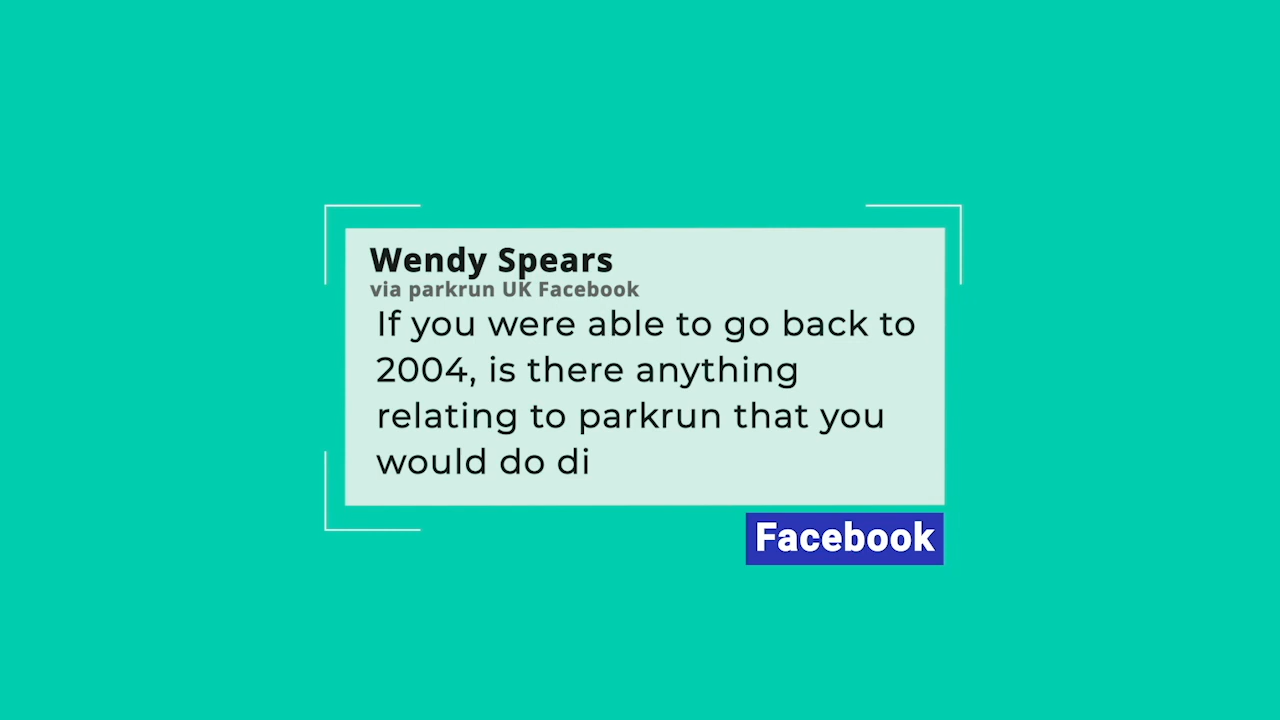 Wendy Spears
via parkrun UK Facebook
If you were able to go back to
2004, is there anything
relating to parkrun that you
would do di
Facebook